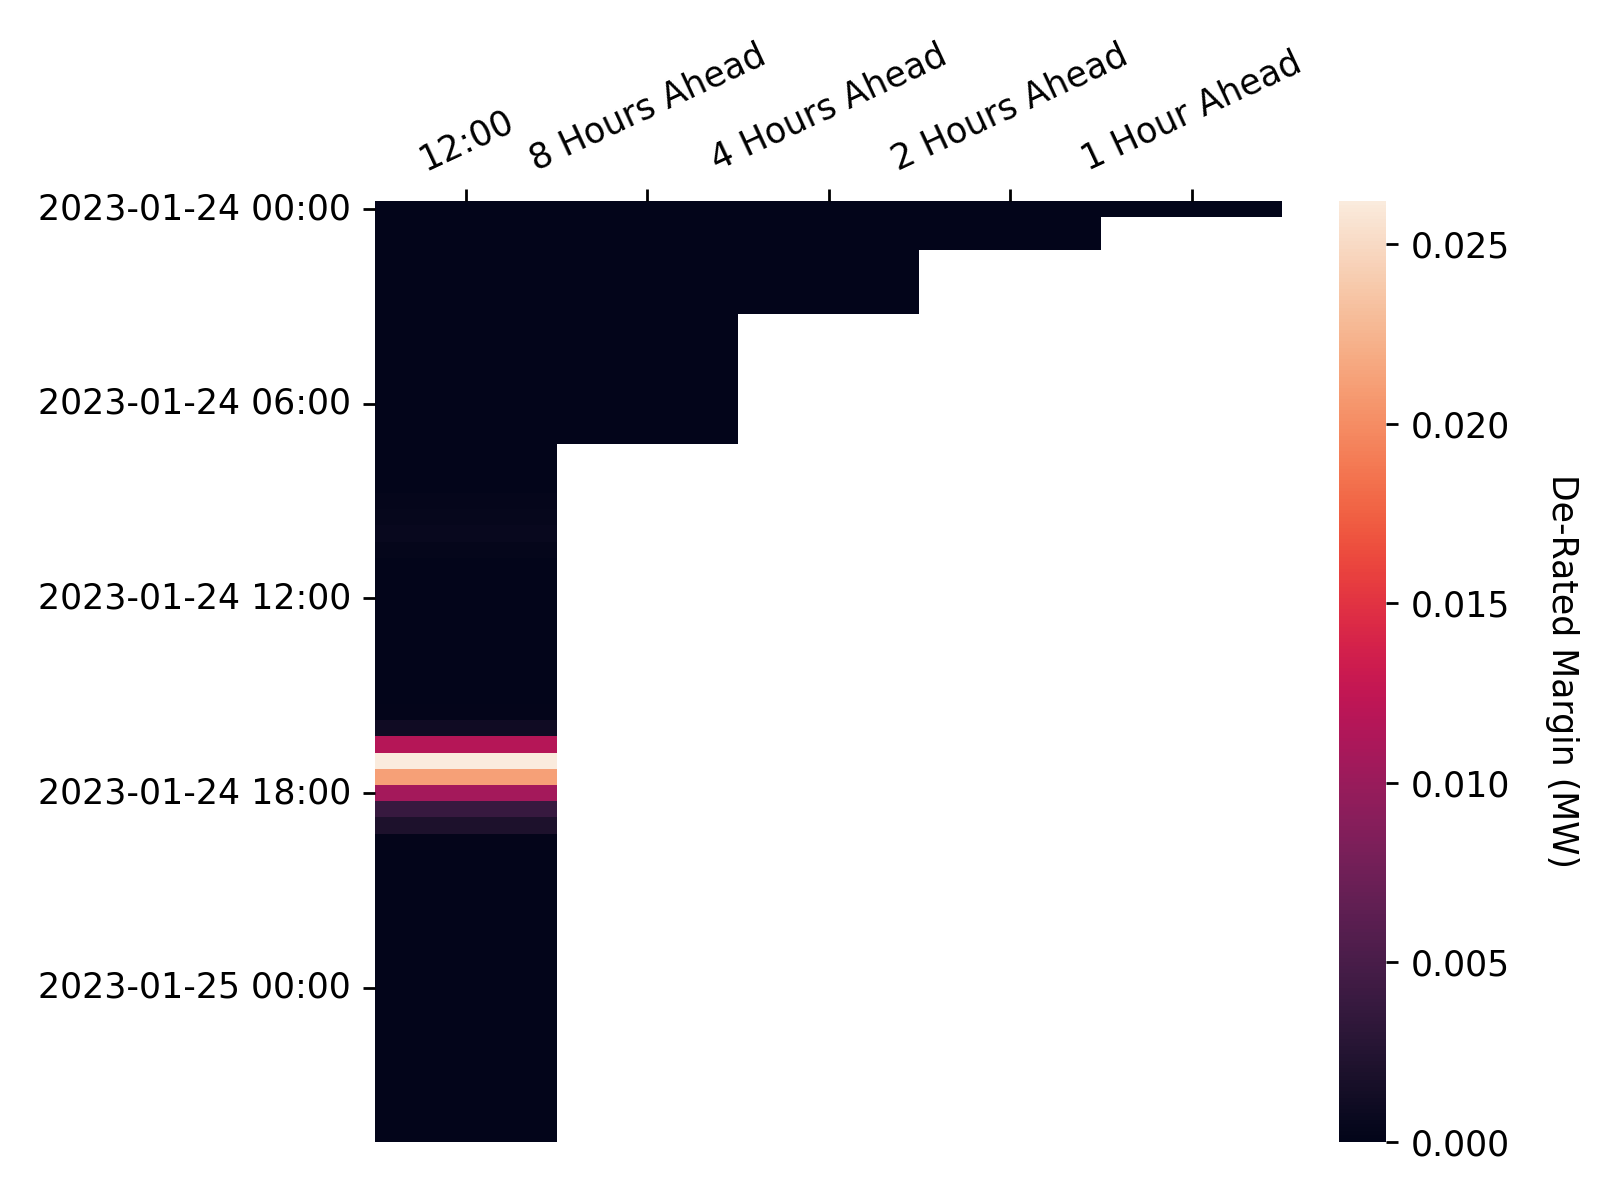 12:00
8 Hours Ahead
4 Hours Ahead
2 Hours Ahead
1 Hour Ahead
2023-01-24 00:00
2023-01-24 06:00
2023-01-24 12:00
2023-01-24 18:00
2023-01-25 00:00
0.025
0.020
0.015
0.010
0.005
0.000
De-Rated Margin (MW)